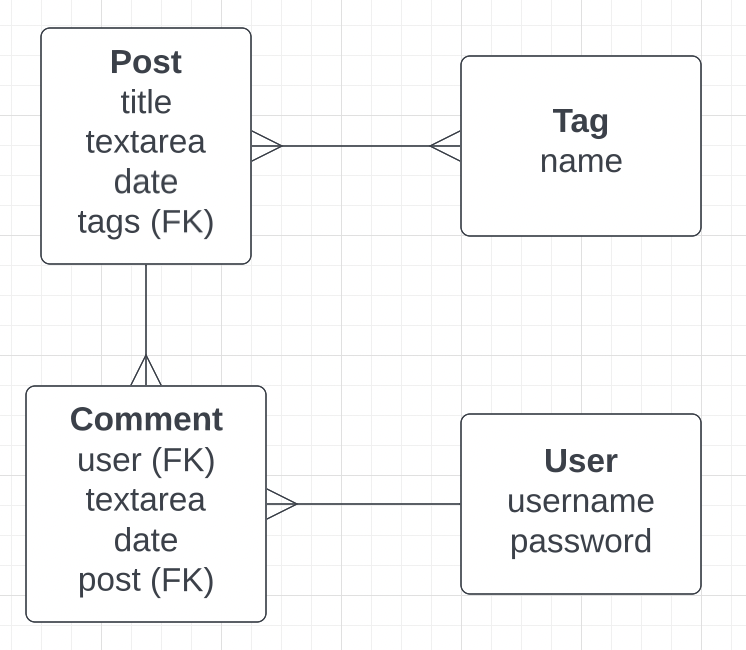 Post
title
textarea
date
tags (FK)
Tag
name
Comment
user (FK)
textarea
date
post (FK)
User
username
password